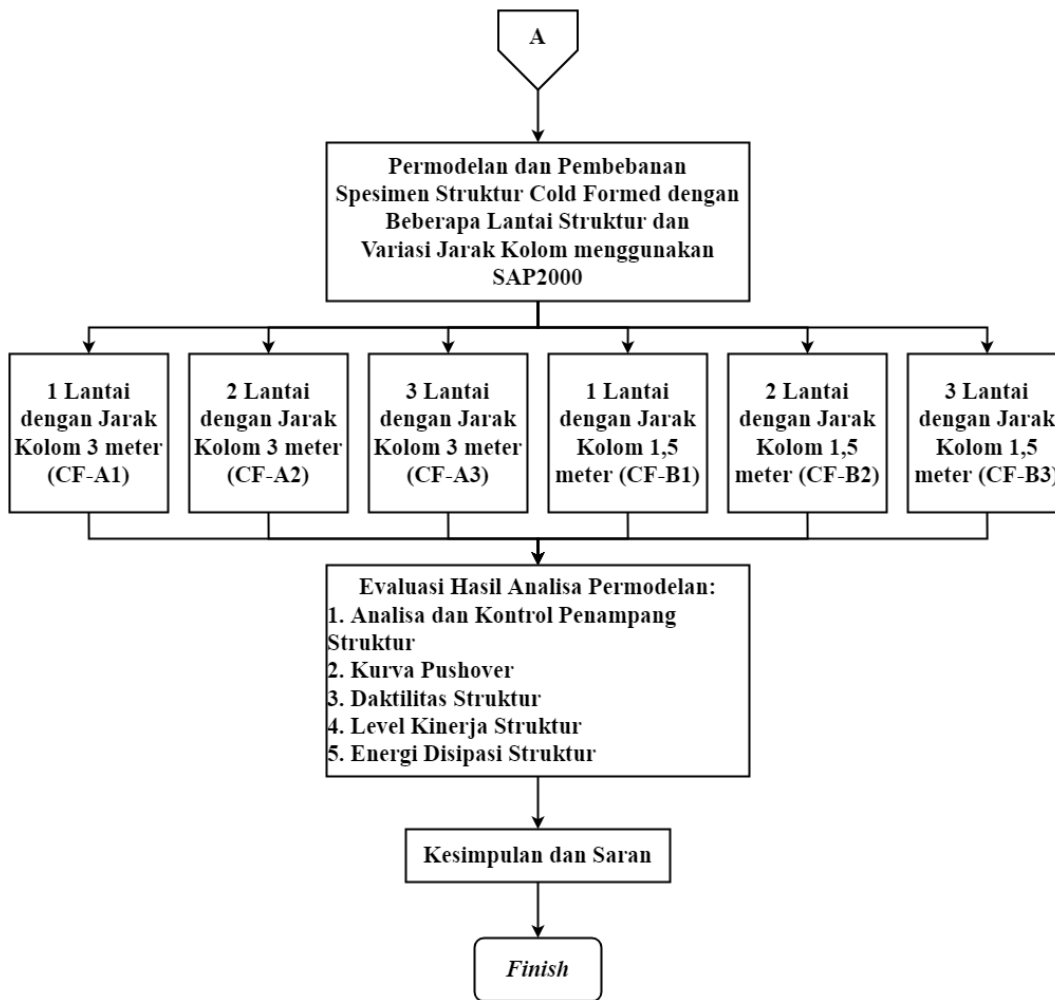 A
Permodelan dan Pembebanan
Spesimen Struktur Cold Formed dengan
Beberapa Lantai Struktur dan
Variasi Jarak Kolom menggunakan
SAP2000
1 Lantai
dengan Jarak
Kolom 3 meter
(CF-A1)
2 Lantai
dengan Jarak
Kolom 3 meter
(CF-A2)
3 Lantai
dengan Jarak
Kolom 3 meter
(CF-A3)
1 Lantai
dengan Jarak
Kolom 1,5
meter (CF-B1)
2 Lantai
dengan Jarak
Kolom 1,5
meter (CF-B2)
3 Lantai
dengan Jarak
Kolom 1,5
meter (CF-B3)
Evaluasi Hasil Analisa Permodelan:
1. Analisa dan Kontrol Penampang
Struktur
2. Kurva Pushover
3. Daktilitas Struktur
4. Level Kinerja Struktur
5. Energi Disipasi Struktur
Kesimpulan dan Saran
Finish